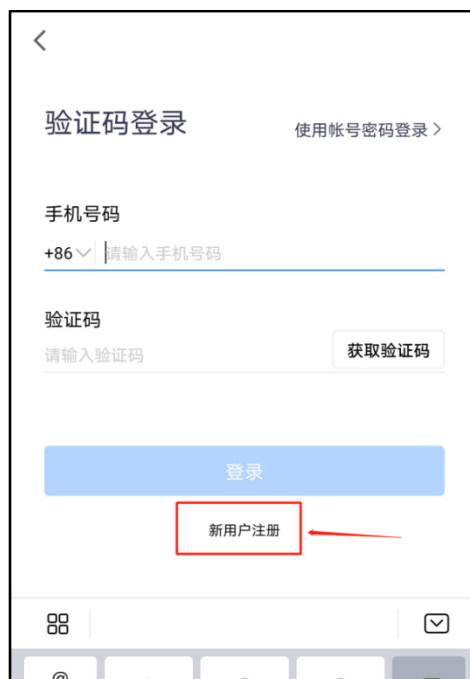 验证码登录
使用帐号密码登录
手机号码
+86 请输入手机号码
验证码
请输入验证码 获取验证码
登录
新用户注册
@